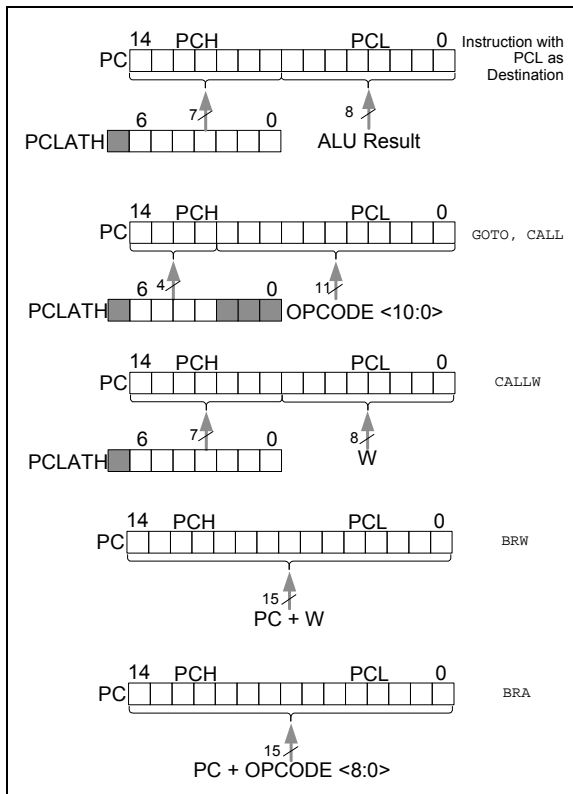 14 PCH PCL 0
PC
Instruction with
PCL as
Destination
7
8
6 0
PCLATH
ALU Result
14 PCH PCL 0
PC
GOTO, CALL
4
11
6 0
PCLATH
OPCODE <10:0>
14 PCH PCL 0
PC
CALLW
7
8
6 0
W
PCLATH
14 PCH PCL 0
PC
BRW
15
PC + W
14 PCH PCL 0
PC
BRA
15
PC + OPCODE <8:0>